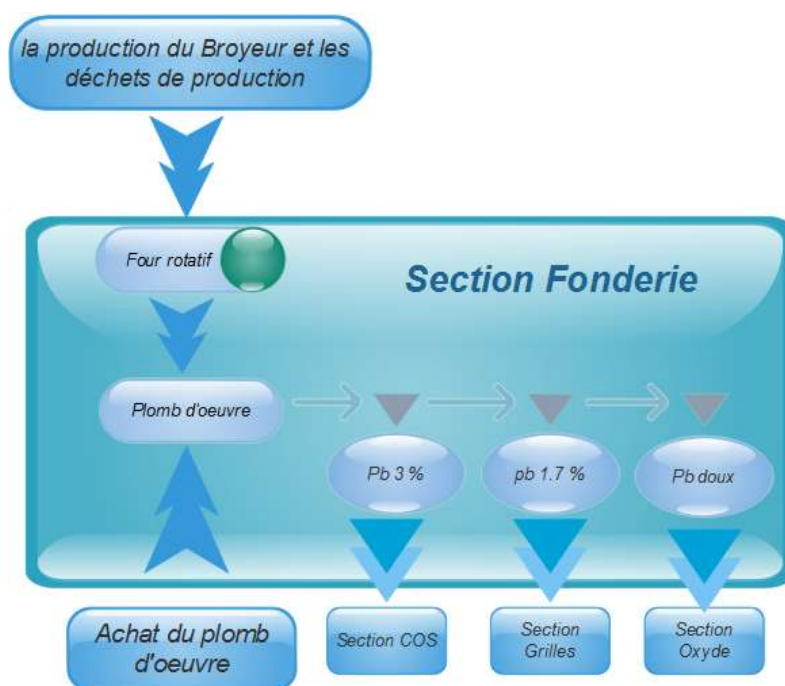 la production du Broyeur et les
déchets de production
Four rotatif
Section Fonderie
Plomb d'oeuvre
Pb 3 %
pb 1.7 %
Pb doux
Achat du plomb
d'oeuvre
Section COS
Section
Grilles
Section
Oxyde